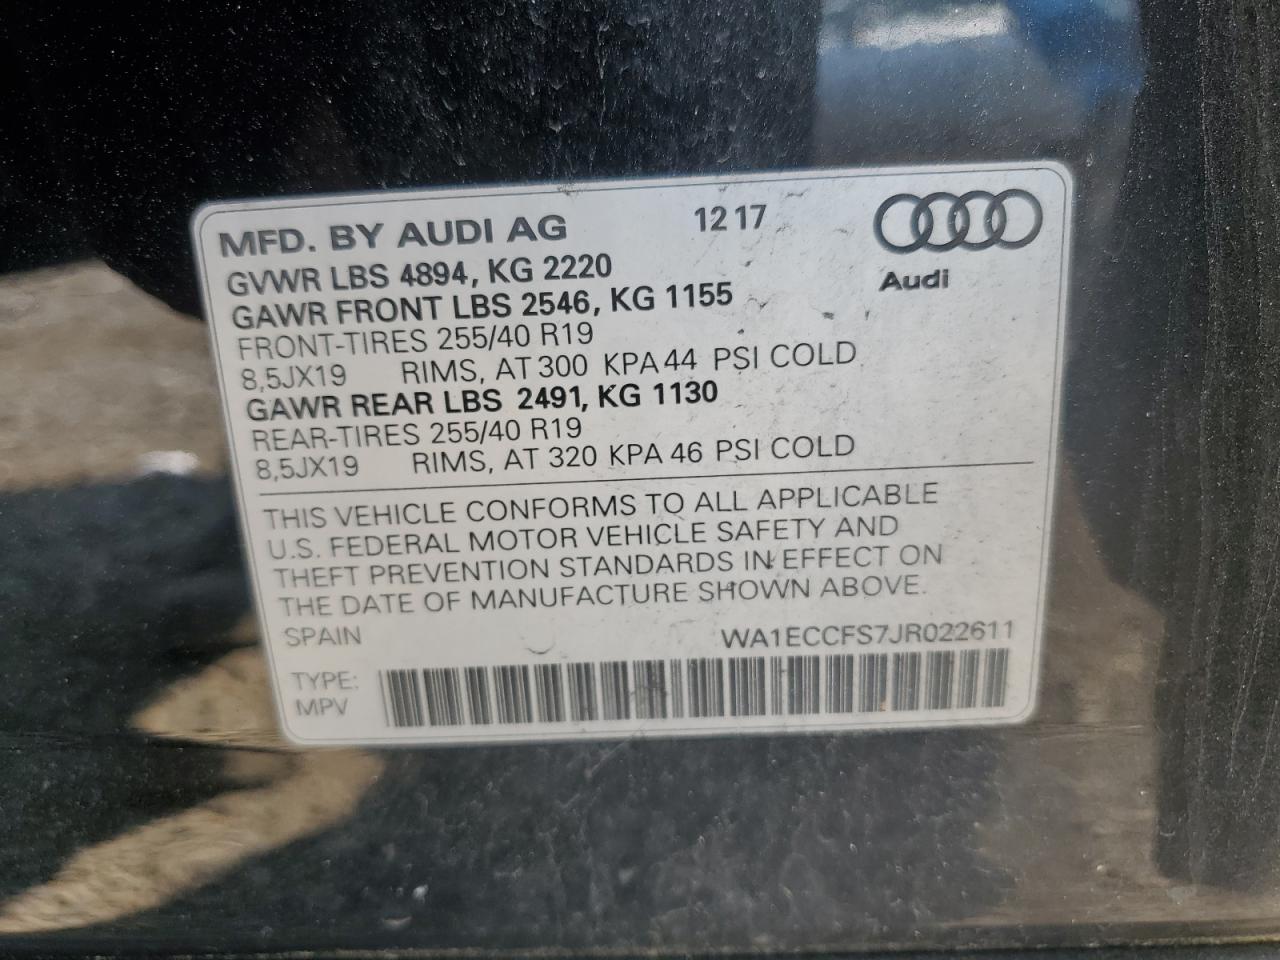 MFD. BY AUDI AG 12 17
Audi
GVWR LBS 4894, KG 2220
GAWR FRONT LBS 2546, KG 1155
FRONT-TIRES 255/40 R19
8,5JX19 RIMS, AT 300 KPA 44 PSI COLD
GAWR REAR LBS 2491, KG 1130
REAR-TIRES 255/40 R19
8,5JX19 RIMS, AT 320 KPA 46 PSI COLD
THIS VEHICLE CONFORMS TO ALL APPLICABLE
U.S. FEDERAL MOTOR VEHICLE SAFETY AND
THEFT PREVENTION STANDARDS IN EFFECT ON
THE DATE OF MANUFACTURE SHOWN ABOVE.
SPAIN WA1ECCFS7JR022611
TYPE:
MPV